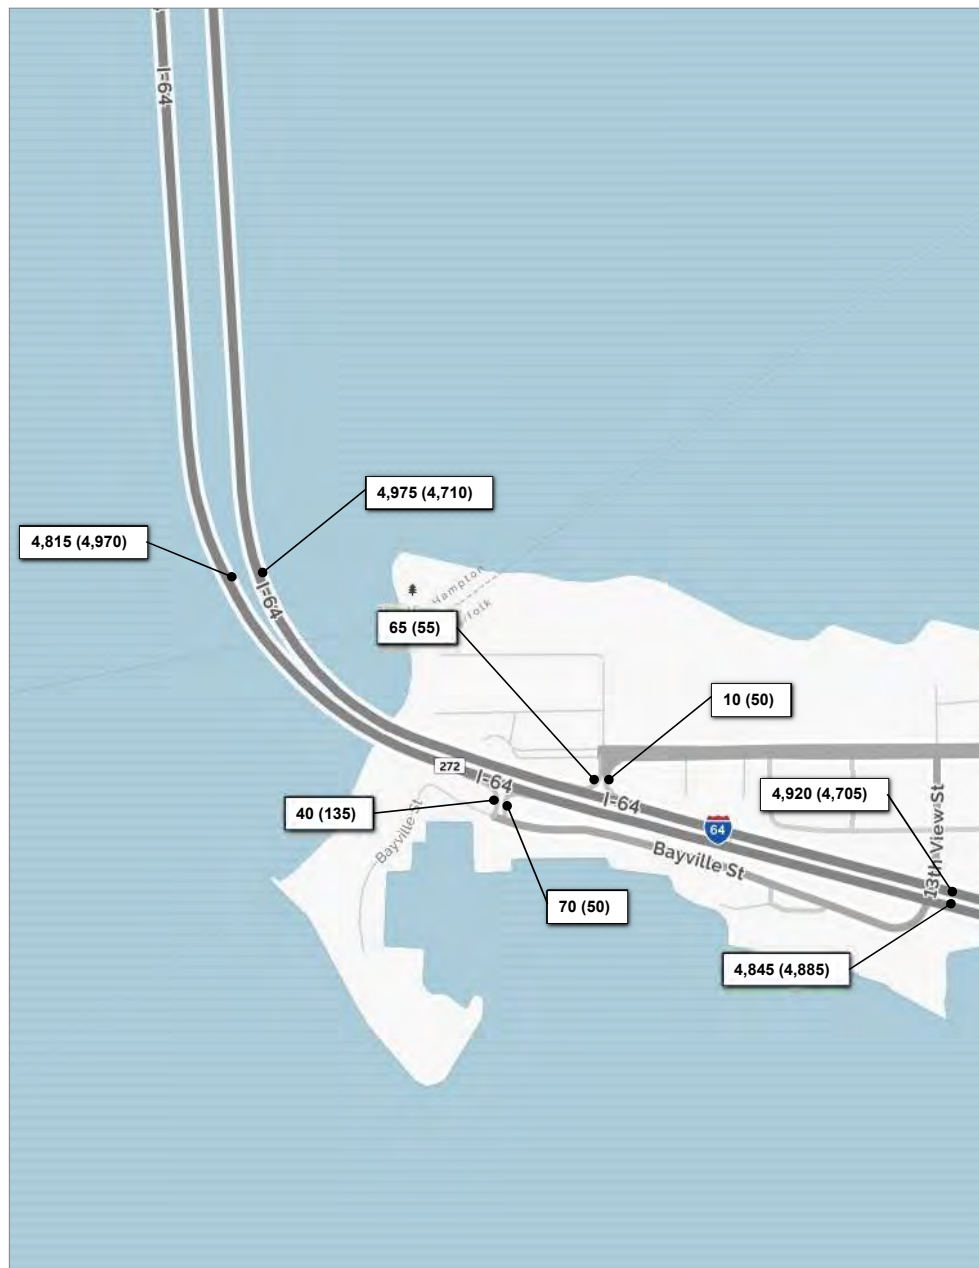 I-64
4,975 (4,710)
4,815 (4,970)
I-64
Hampton
65 (55)
10 (50)
272
I-64
I-64
4,920 (4,705)
40 (135)
64
Bayville St
Bayville St
13th View St
70 (50)
4,845 (4,885)